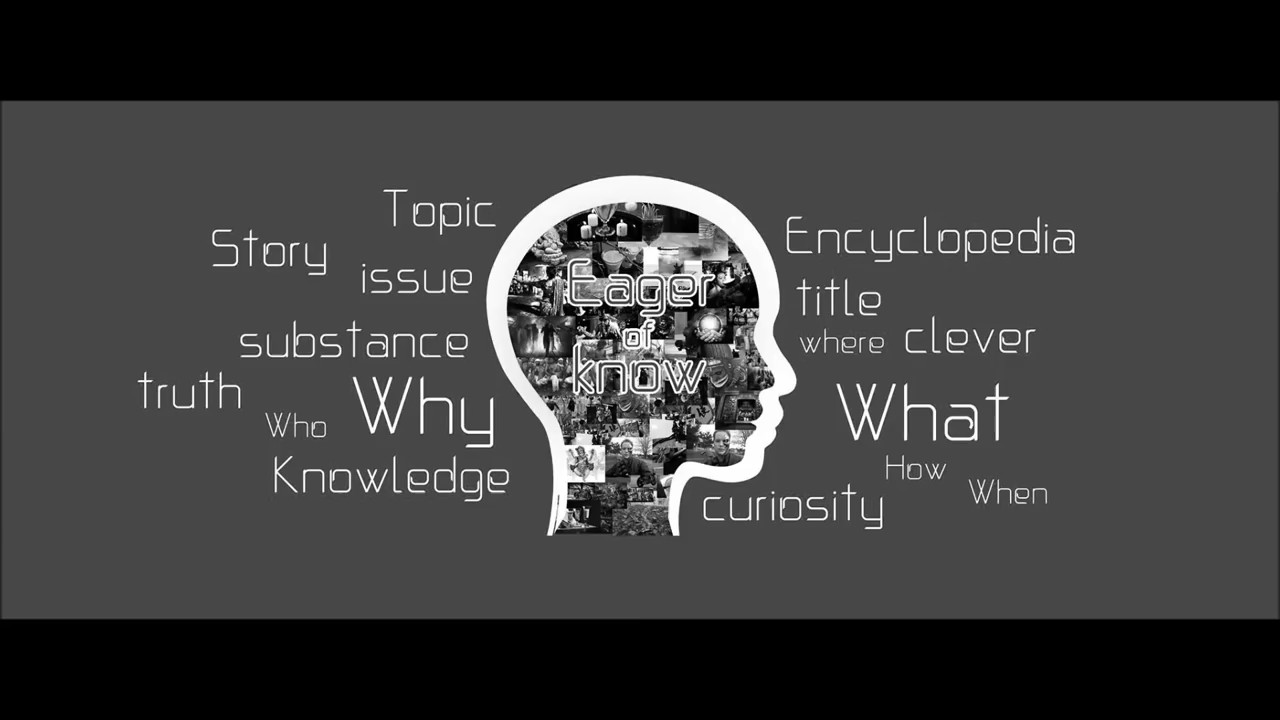 Topic
Story
issue
substance
truth
Who
Why
Knowledge
Eager
of
know
Encyclopedia
title
where
clever
What
How
When
curiosity